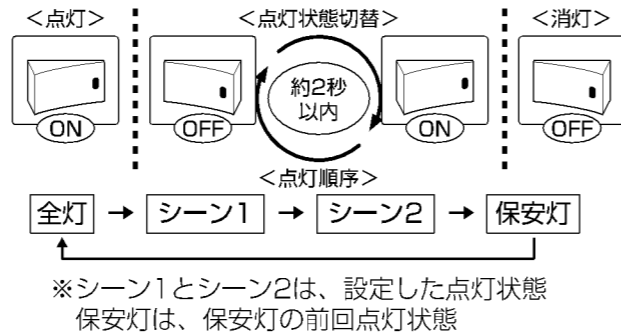 <点灯> <点灯状態切替> <消灯>
約2秒
以内
ON OFF ON OFF
<点灯順序>
全灯 → シーン1 → シーン2 → 保安灯
※シーン1とシーン2は、設定した点灯状態
保安灯は、保安灯の前回点灯状態